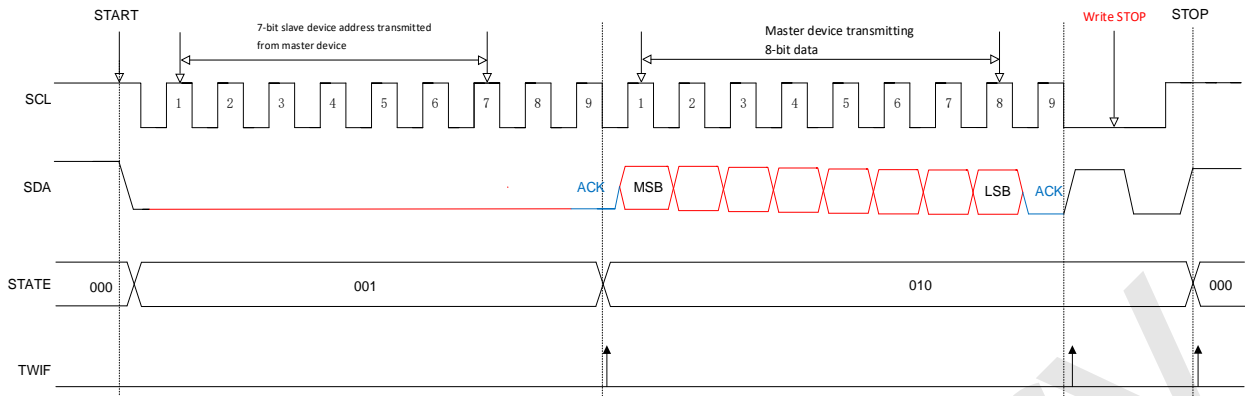 START
7-bit slave device address transmitted
from master device
Master device transmitting
8-bit data
Write STOP
STOP
SCL
1 2 3 4 5 6 7 8 9 1 2 3 4 5 6 7 8 9
SDA
ACK MSB LSB ACK
STATE
000 001 010 000
TWIF